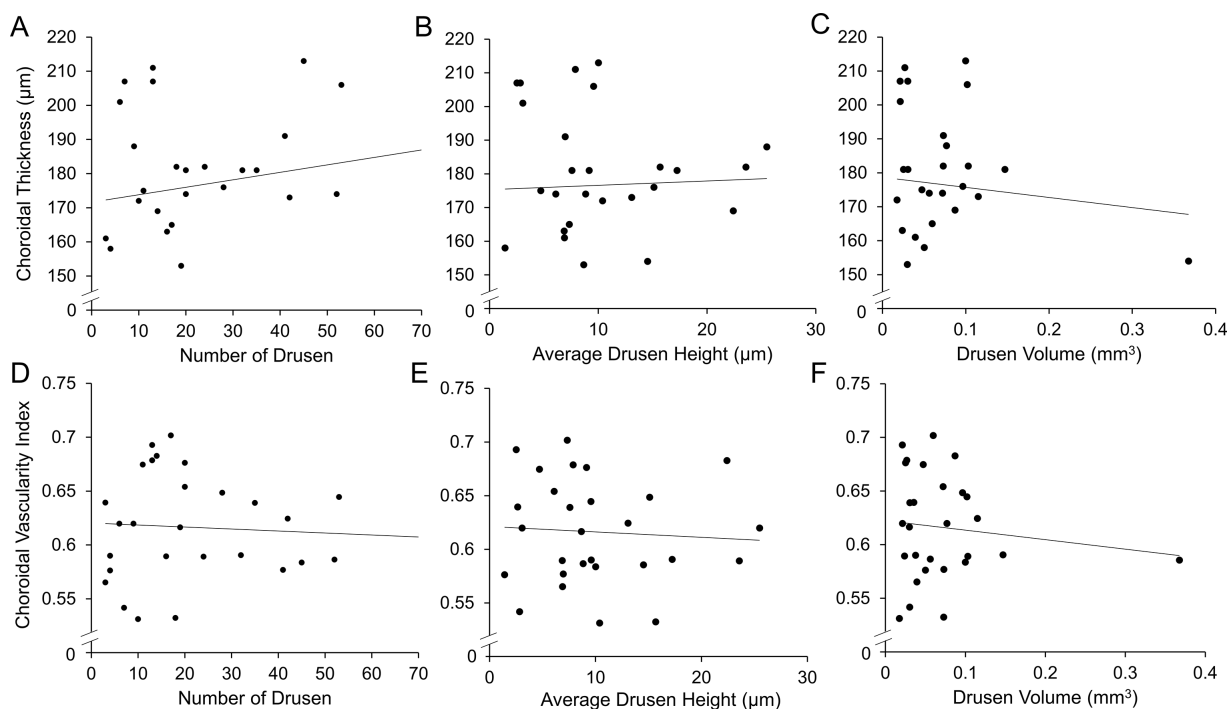 A
B
C
220
210
200
190
180
170
160
150
0
0 10 20 30 40 50 60 70
Choroidal Thickness (µm)
Number of Drusen
220
210
200
190
180
170
160
150
0
0 10 20 30
Average Drusen Height (µm)
220
210
200
190
180
170
160
150
0
0 0.1 0.2 0.3 0.4
Drusen Volume (mm³)
D
E
F
0.75
0.7
0.65
0.6
0.55
0
0 10 20 30 40 50 60 70
Choroidal Vascularity Index
Number of Drusen
0.75
0.7
0.65
0.6
0.55
0
0 10 20 30
Average Drusen Height (µm)
0.75
0.7
0.65
0.6
0.55
0
0 0.1 0.2 0.3 0.4
Drusen Volume (mm³)